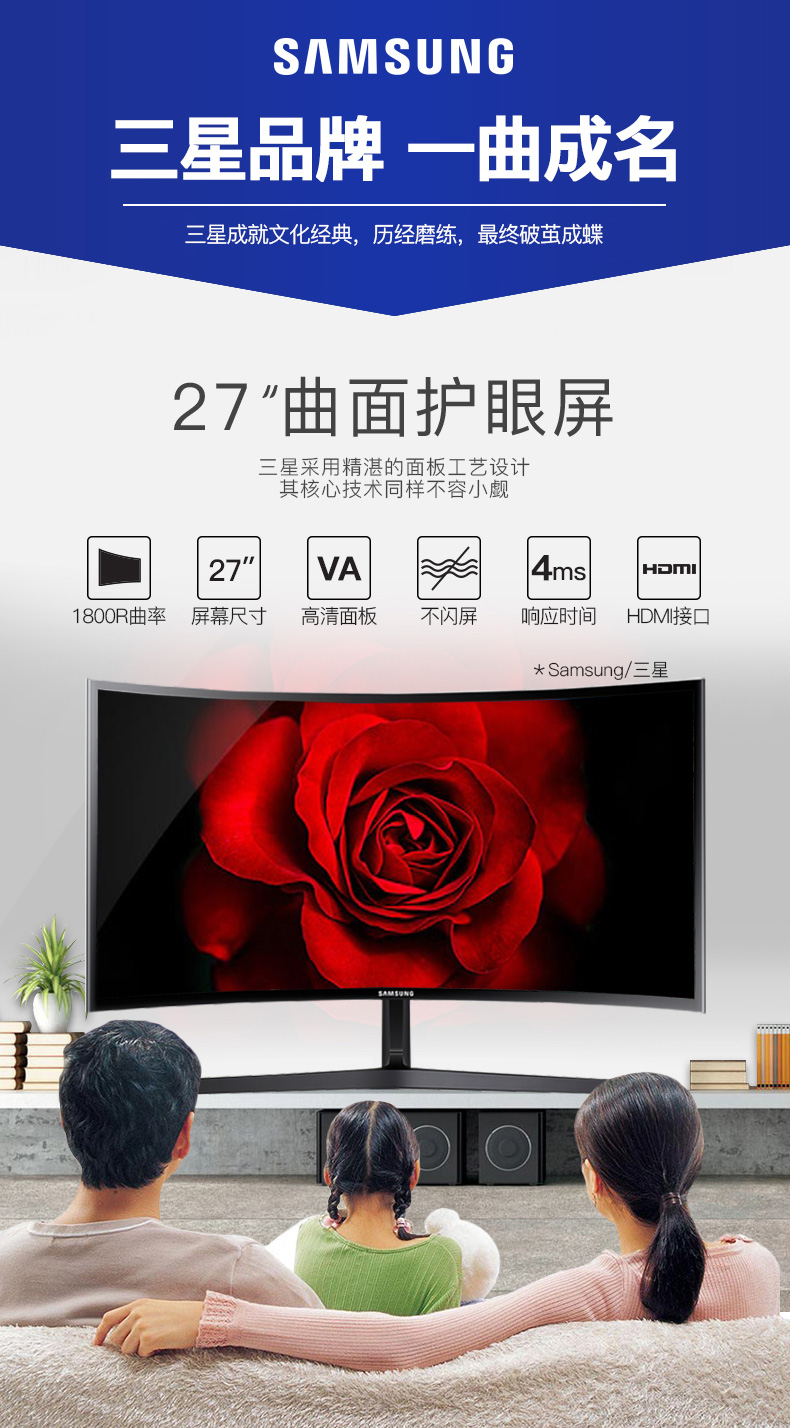 SAMSUNG
三星品牌 一曲成名
三星成就文化经典，历经磨练，最终破茧成蝶
27″曲面护眼屏
三星采用精湛的面板工艺设计
其核心技术同样不容小觑
27″ VA 4ms HDMI
1800R曲率 屏幕尺寸 高清面板 不闪屏 响应时间 HDMI接口
*Samsung/三星
SAMSUNG